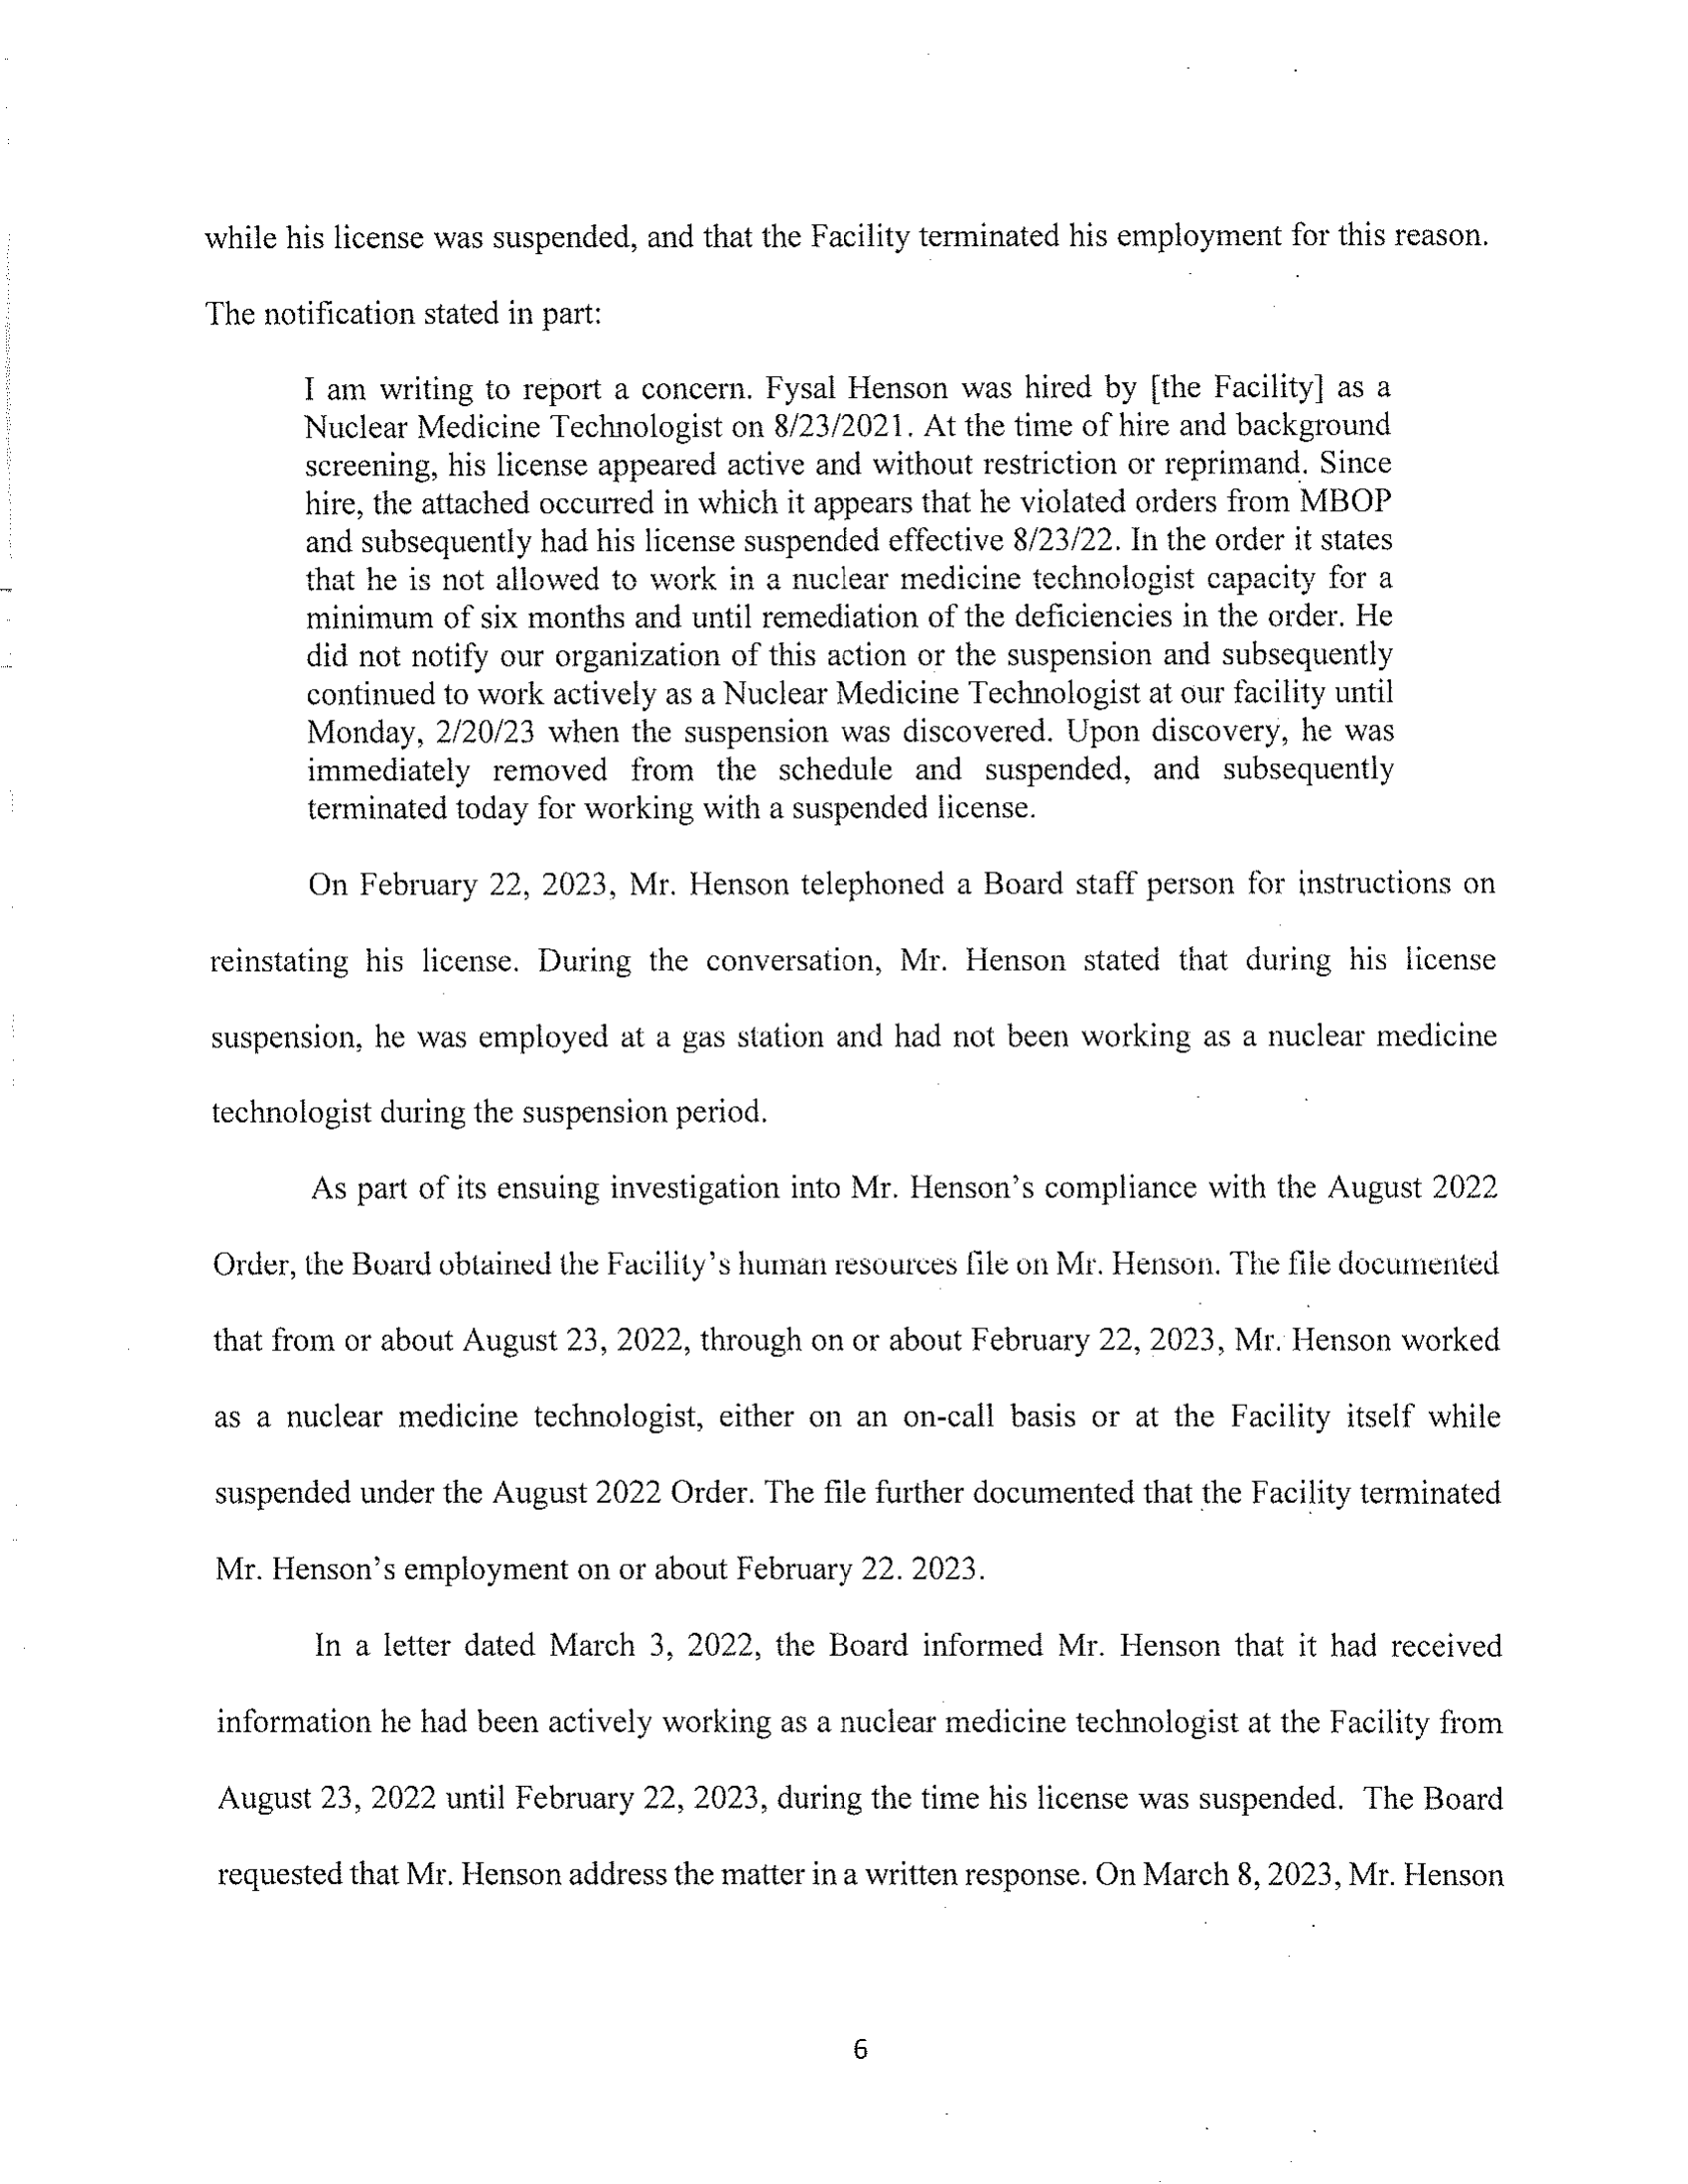 while his license was suspended, and that the Facility terminated his employment for this reason.
The notification stated in part:
I am writing to report a concern. Fysal Henson was hired by [the Facility] as a
Nuclear Medicine Technologist on 8/23/2021. At the time of hire and background
screening, his license appeared active and without restriction or reprimand. Since
hire, the attached occurred in which it appears that he violated orders from MBOP
and subsequently had his license suspended effective 8/23/22. In the order it states
that he is not allowed to work in a nuclear medicine technologist capacity for a
minimum of six months and until remediation of the deficiencies in the order. He
did not notify our organization of this action or the suspension and subsequently
continued to work actively as a Nuclear Medicine Technologist at our facility until
Monday, 2/20/23 when the suspension was discovered. Upon discovery, he was
immediately removed from the schedule and suspended, and subsequently
terminated today for working with a suspended license.
On February 22, 2023, Mr. Henson telephoned a Board staff person for instructions on
reinstating his license. During the conversation, Mr. Henson stated that during his license
suspension, he was employed at a gas station and had not been working as a nuclear medicine
technologist during the suspension period.
As part of its ensuing investigation into Mr. Henson's compliance with the August 2022
Order, the Board obtained the Facility's human resources file on Mr. Henson. The file documented
that from or about August 23, 2022, through on or about February 22, 2023, Mr. Henson worked
as a nuclear medicine technologist, either on an on-call basis or at the Facility itself while
suspended under the August 2022 Order. The file further documented that the Facility terminated
Mr. Henson's employment on or about February 22. 2023.
In a letter dated March 3, 2022, the Board informed Mr. Henson that it had received
information he had been actively working as a nuclear medicine technologist at the Facility from
August 23, 2022 until February 22, 2023, during the time his license was suspended. The Board
requested that Mr. Henson address the matter in a written response. On March 8, 2023, Mr. Henson
6